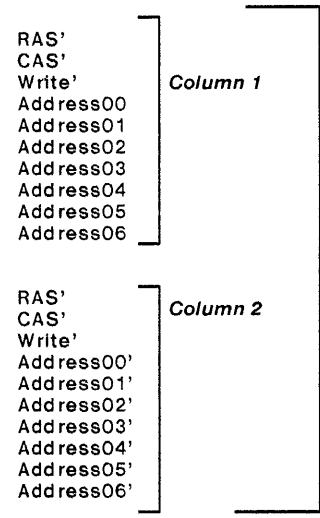 RAS'
CAS'
Write'
Column 1
Address00
Address01
Address02
Address03
Address04
Address05
Address06
RAS'
CAS'
Column 2
Write'
Address00'
Address01'
Address02'
Address03'
Address04'
Address05'
Address06'